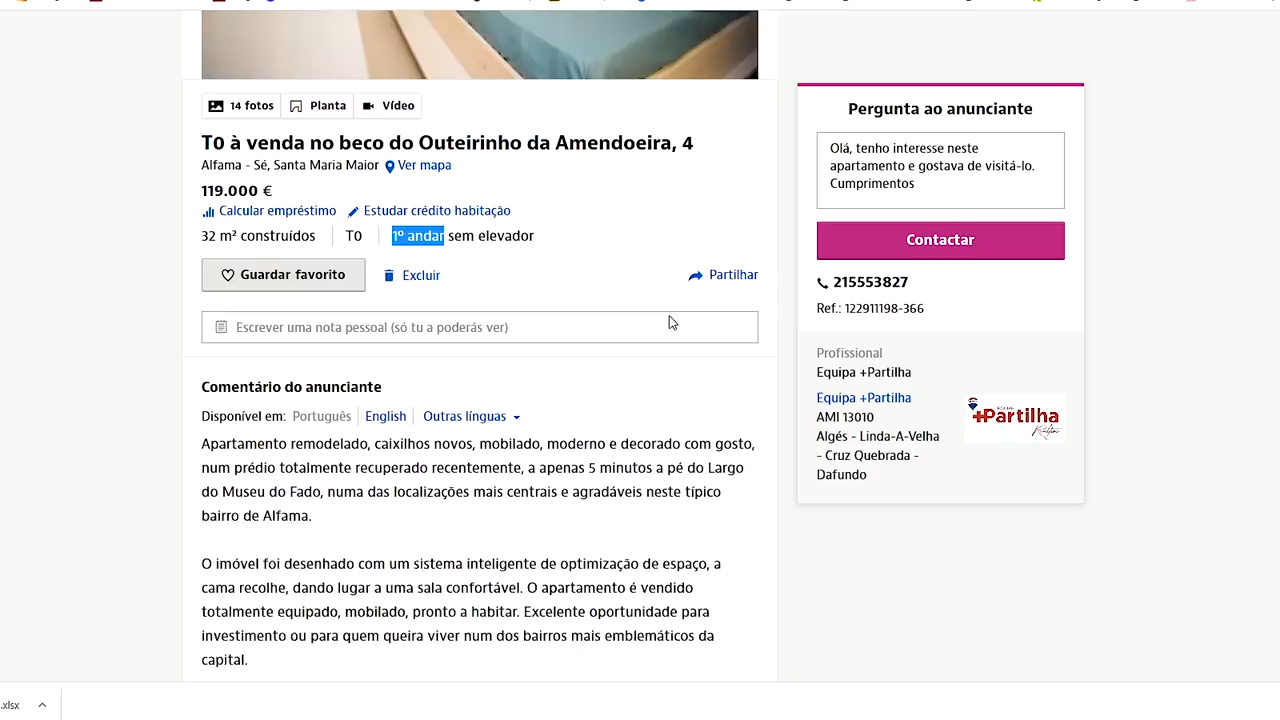 14 fotos Planta Vídeo
T0 à venda no beco do Outeirinho da Amendoeira, 4
Alfama - Sé, Santa Maria Maior Ver mapa
119.000 €
Calcular empréstimo Estudar crédito habitação
32 m² construídos T0 1º andar sem elevador
Guardar favorito Excluir Partilhar
Escrever uma nota pessoal (só tu a poderás ver)
Comentário do anunciante
Disponível em: Português English Outras línguas
Apartamento remodelado, caixilhos novos, mobilado, moderno e decorado com gosto,
num prédio totalmente recuperado recentemente, a apenas 5 minutos a pé do Largo
do Museu do Fado, numa das localizações mais centrais e agradáveis neste típico
bairro de Alfama.
O imóvel foi desenhado com um sistema inteligente de optimização de espaço, a
cama recolhe, dando lugar a uma sala confortável. O apartamento é vendido
totalmente equipado, mobilado, pronto a habitar. Excelente oportunidade para
investimento ou para quem queira viver num dos bairros mais emblemáticos da
capital.
Pergunta ao anunciante
Olá, tenho interesse neste
apartamento e gostava de visitá-lo.
Cumprimentos
Contactar
215553827
Ref.: 122911198-366
Profissional
Equipa +Partilha
Equipa +Partilha
AMI 13010
Algés - Linda-A-Velha
- Cruz Quebrada -
Dafundo
+Partilha
.xlsx